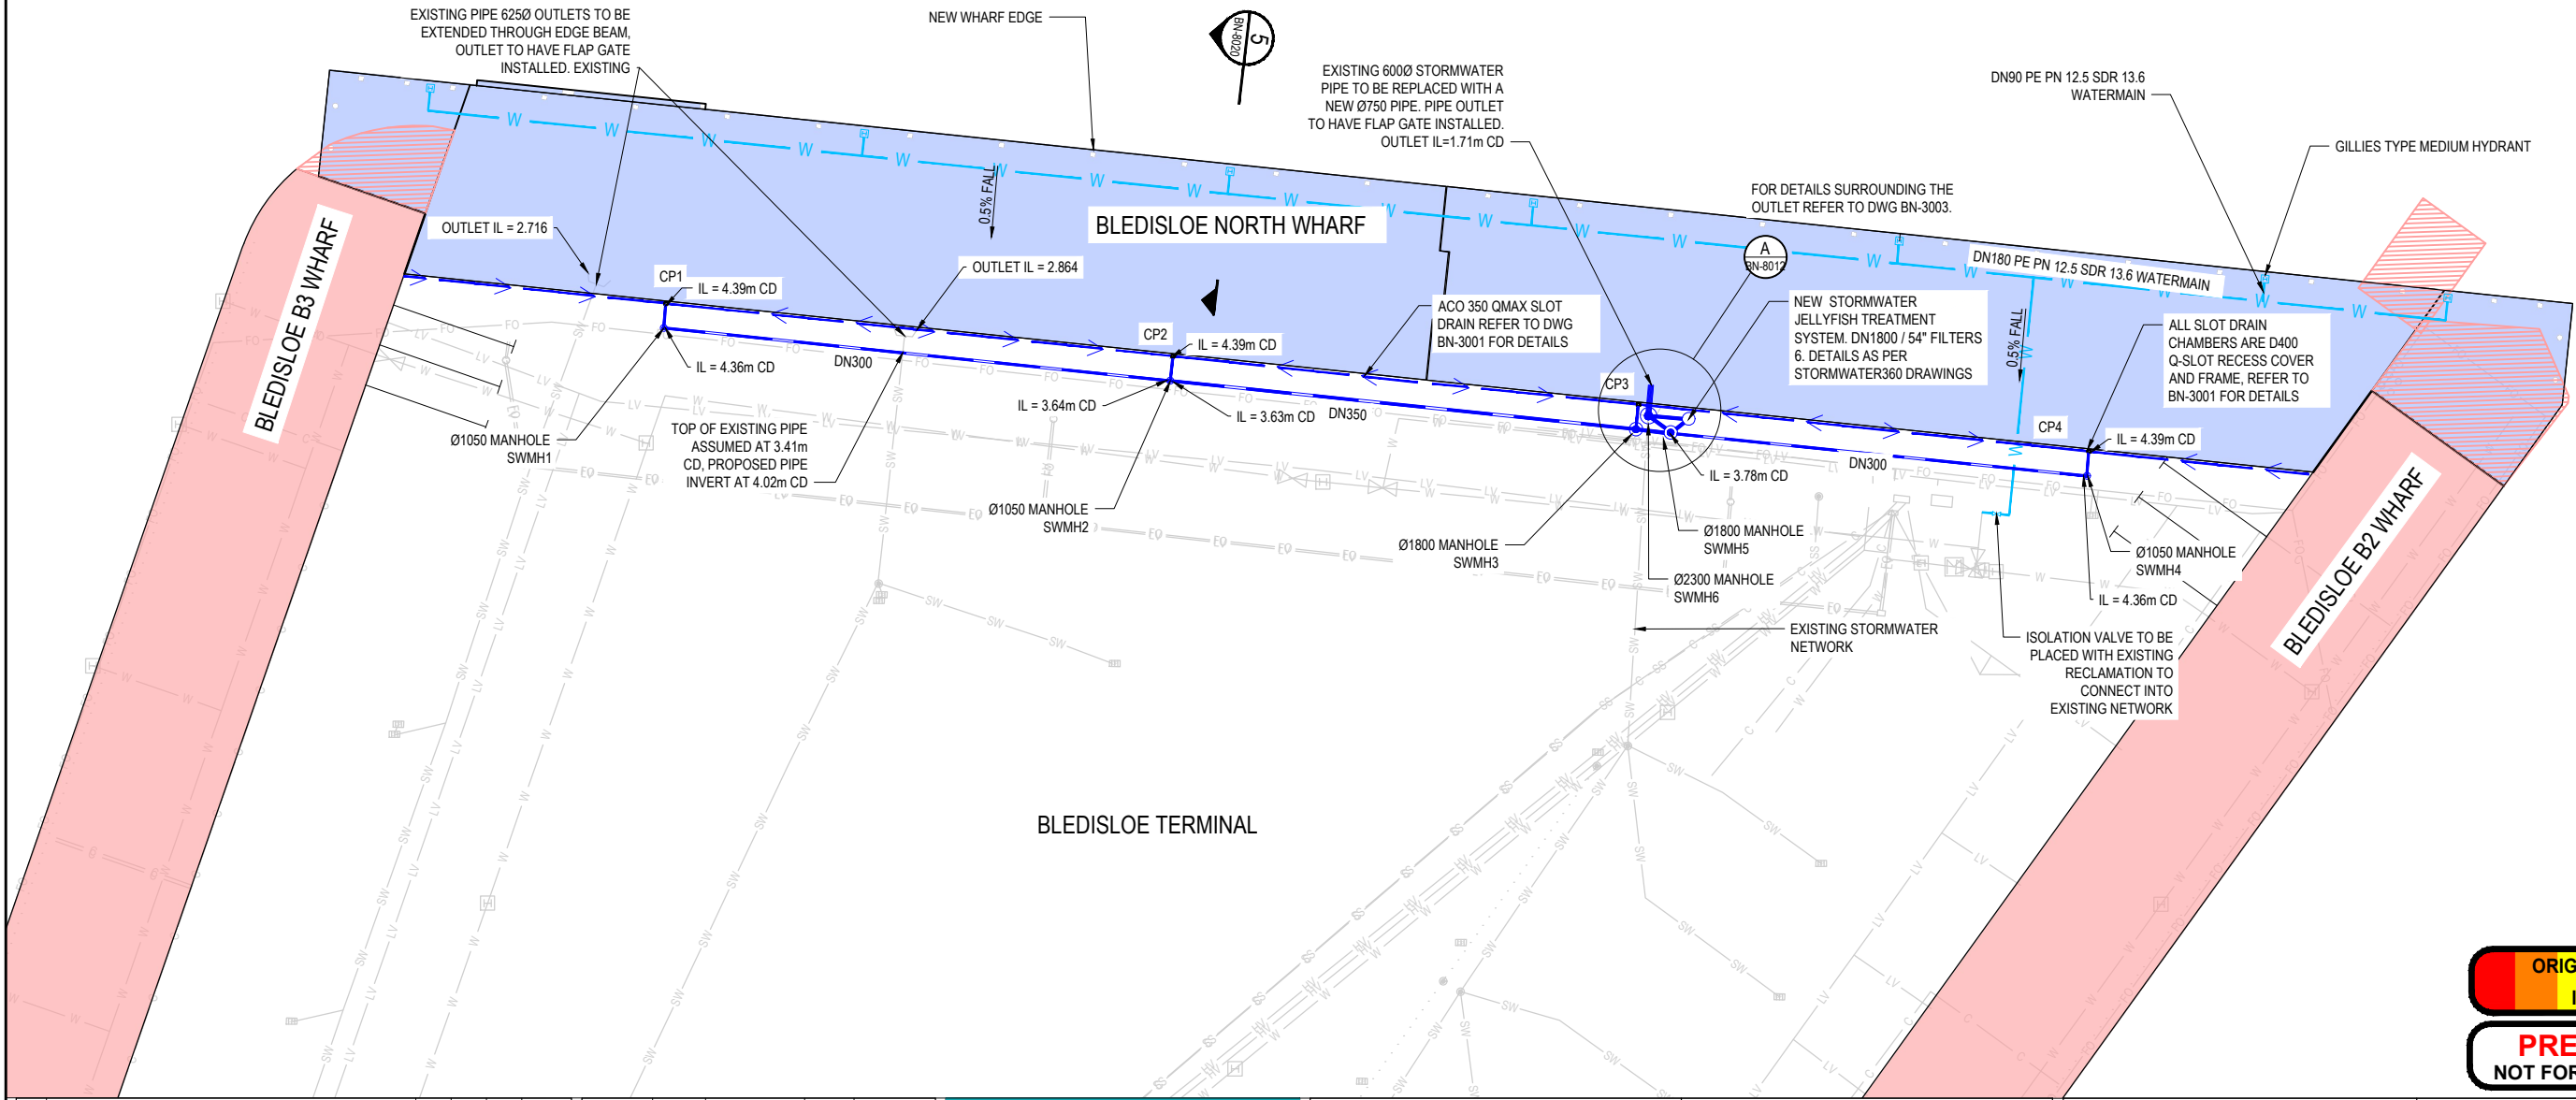 EXISTING PIPE 625Ø OUTLETS TO BE
EXTENDED THROUGH EDGE BEAM,
OUTLET TO HAVE FLAP GATE
INSTALLED. EXISTING
NEW WHARF EDGE
5
BN-8020
EXISTING 600Ø STORMWATER
PIPE TO BE REPLACED WITH A
NEW Ø750 PIPE. PIPE OUTLET
TO HAVE FLAP GATE INSTALLED.
OUTLET IL=1.71m CD
DN90 PE PN 12.5 SDR 13.6
WATERMAIN
GILLIES TYPE MEDIUM HYDRANT
FOR DETAILS SURROUNDING THE
OUTLET REFER TO DWG BN-3003.
0.5% FALL
BLEDISLOE NORTH WHARF
OUTLET IL = 2.716
OUTLET IL = 2.864
A
BN-8012
DN180 PE PN 12.5 SDR 13.6 WATERMAIN
BLEDISLOE B3 WHARF
CP1
IL = 4.39m CD
IL = 4.36m CD
DN300
CP2
IL = 4.39m CD
IL = 3.64m CD
IL = 3.63m CD
DN350
ACO 350 QMAX SLOT
DRAIN REFER TO DWG
BN-3001 FOR DETAILS
NEW STORMWATER
JELLYFISH TREATMENT
SYSTEM. DN1800 / 54" FILTERS
6. DETAILS AS PER
STORMWATER360 DRAWINGS
0.5% FALL
ALL SLOT DRAIN
CHAMBERS ARE D400
Q-SLOT RECESS COVER
AND FRAME, REFER TO
BN-3001 FOR DETAILS
CP3
CP4
IL = 4.39m CD
DN300
IL = 3.78m CD
Ø1050 MANHOLE
SWMH1
TOP OF EXISTING PIPE
ASSUMED AT 3.41m
CD, PROPOSED PIPE
INVERT AT 4.02m CD
Ø1050 MANHOLE
SWMH2
Ø1800 MANHOLE
SWMH3
Ø1800 MANHOLE
SWMH5
Ø2300 MANHOLE
SWMH6
Ø1050 MANHOLE
SWMH4
IL = 4.36m CD
BLEDISLOE B2 WHARF
EXISTING STORMWATER
NETWORK
ISOLATION VALVE TO BE
PLACED WITH EXISTING
RECLAMATION TO
CONNECT INTO
EXISTING NETWORK
BLEDISLOE TERMINAL
ORIG
PRE
NOT FOR